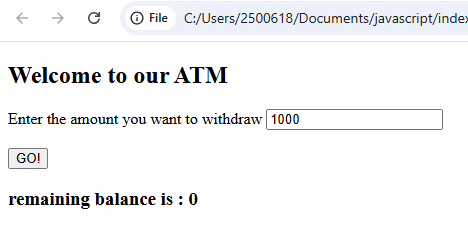 File C:/Users/2500618/Documents/javascript/index
Welcome to our ATM
Enter the amount you want to withdraw 1000
GO!
remaining balance is : 0